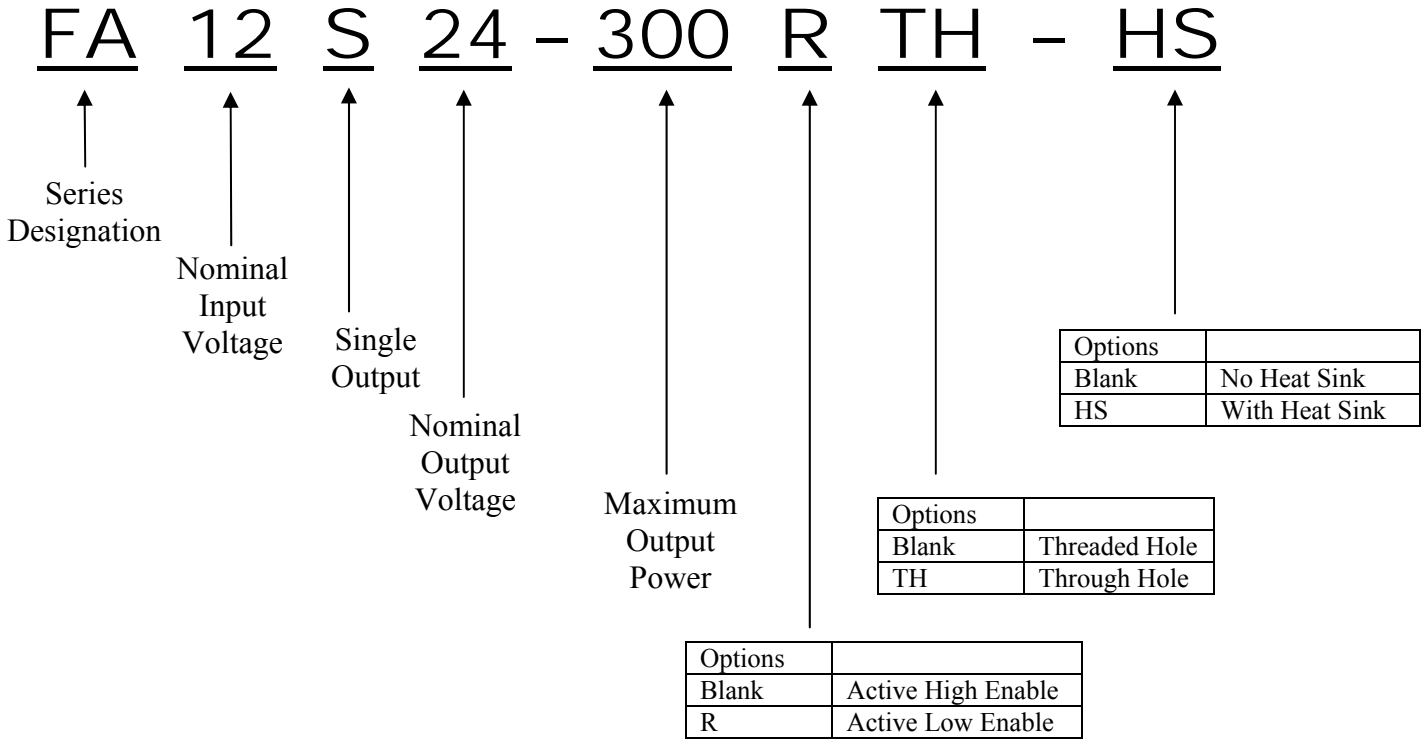 FA 12 S 24 – 300 R TH – HS
Series
Designation
Nominal
Input
Voltage
Single
Output
Nominal
Output
Voltage
Maximum
Output
Power
Options
Blank Active High Enable
R Active Low Enable
Options
Blank Threaded Hole
TH Through Hole
Options
Blank No Heat Sink
HS With Heat Sink